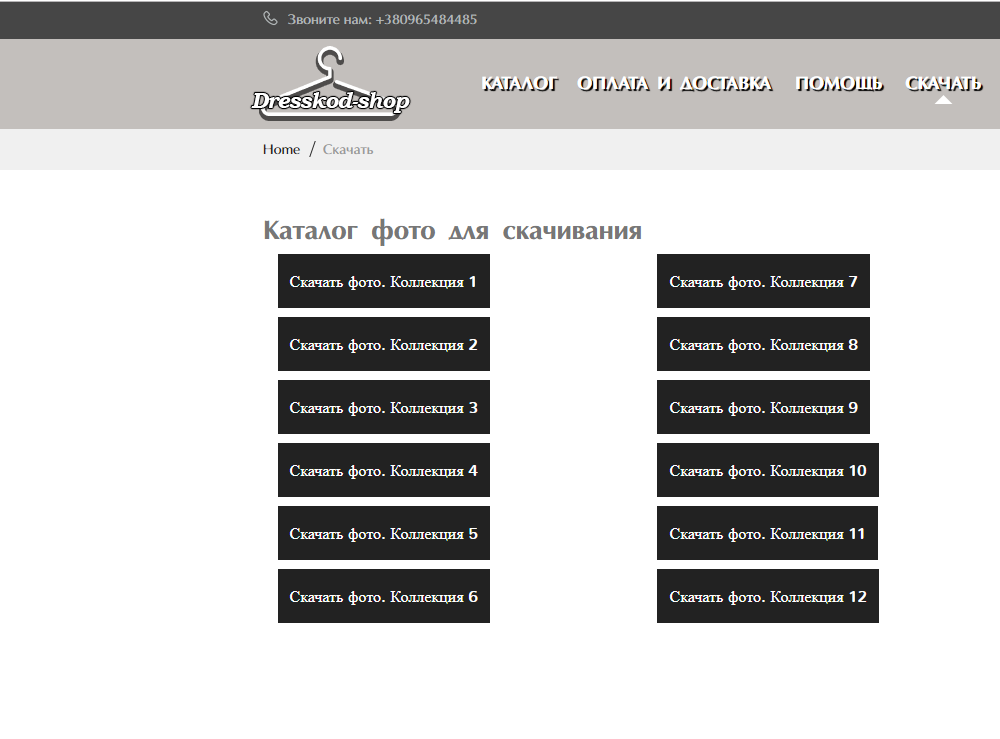 Звоните нам: +380965484485
Dresskod-shop
КАТАЛОГ ОПЛАТА И ДОСТАВКА ПОМОЩЬ СКАЧАТЬ
Home / Скачать
Каталог фото для скачивания
Скачать фото. Коллекция 1
Скачать фото. Коллекция 2
Скачать фото. Коллекция 3
Скачать фото. Коллекция 4
Скачать фото. Коллекция 5
Скачать фото. Коллекция 6
Скачать фото. Коллекция 7
Скачать фото. Коллекция 8
Скачать фото. Коллекция 9
Скачать фото. Коллекция 10
Скачать фото. Коллекция 11
Скачать фото. Коллекция 12